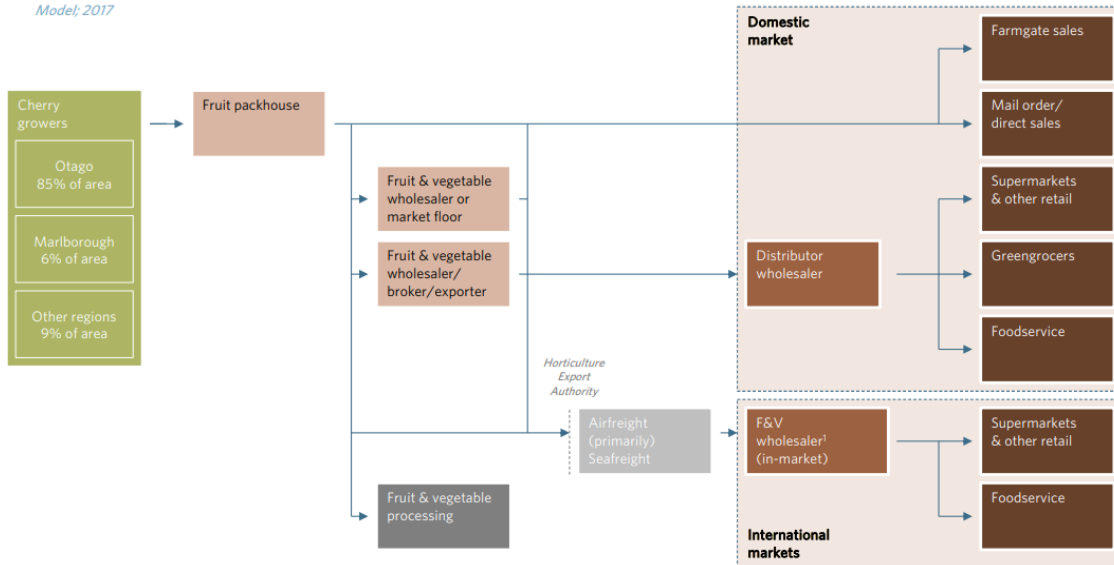 Model; 2017
Cherry
growers
Otago
85% of area
Marlborough
6% of area
Other regions
9% of area
Fruit packhouse
Fruit & vegetable
wholesaler or
market floor
Fruit & vegetable
wholesaler/
broker/exporter
Fruit & vegetable
processing
Horticulture
Export
Authority
Airfreight
(primarily)
Seafreight
Domestic
market
Distributor
wholesaler
Farmgate sales
Mail order/
direct sales
Supermarkets
& other retail
Greengrocers
Foodservice
F&V
wholesaler¹
(in-market)
Supermarkets
& other retail
Foodservice
International
markets